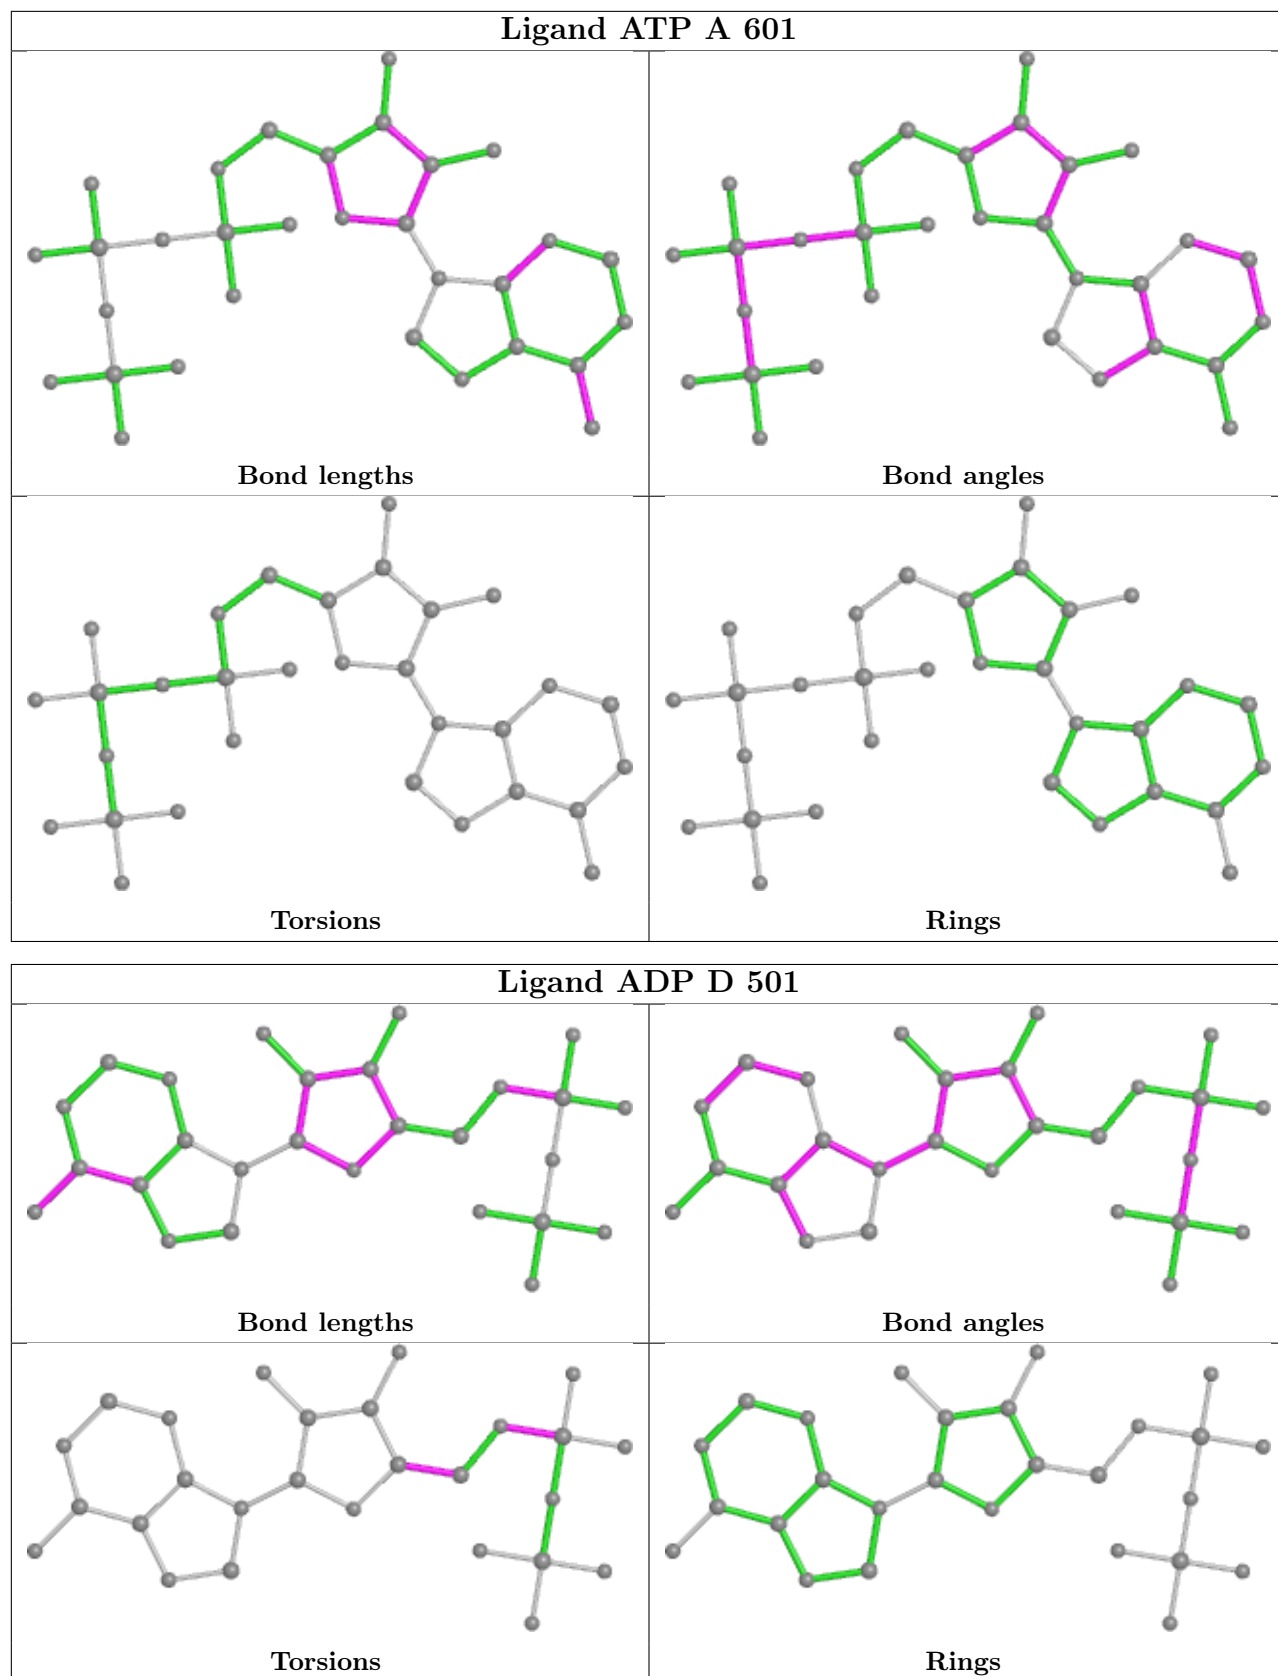 Ligand ATP A 601
Bond lengths
Bond angles
Torsions
Rings
Ligand ADP D 501
Bond lengths
Bond angles
Torsions
Rings